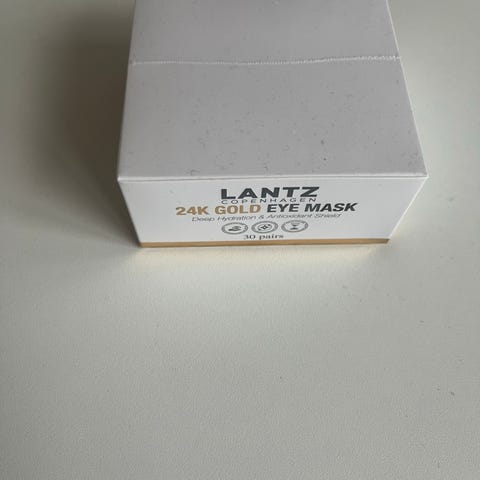 LANTZ
COPENHAGEN
24K GOLD EYE MASK
Deep Hydration & Antioxidant Shield
30 pairs